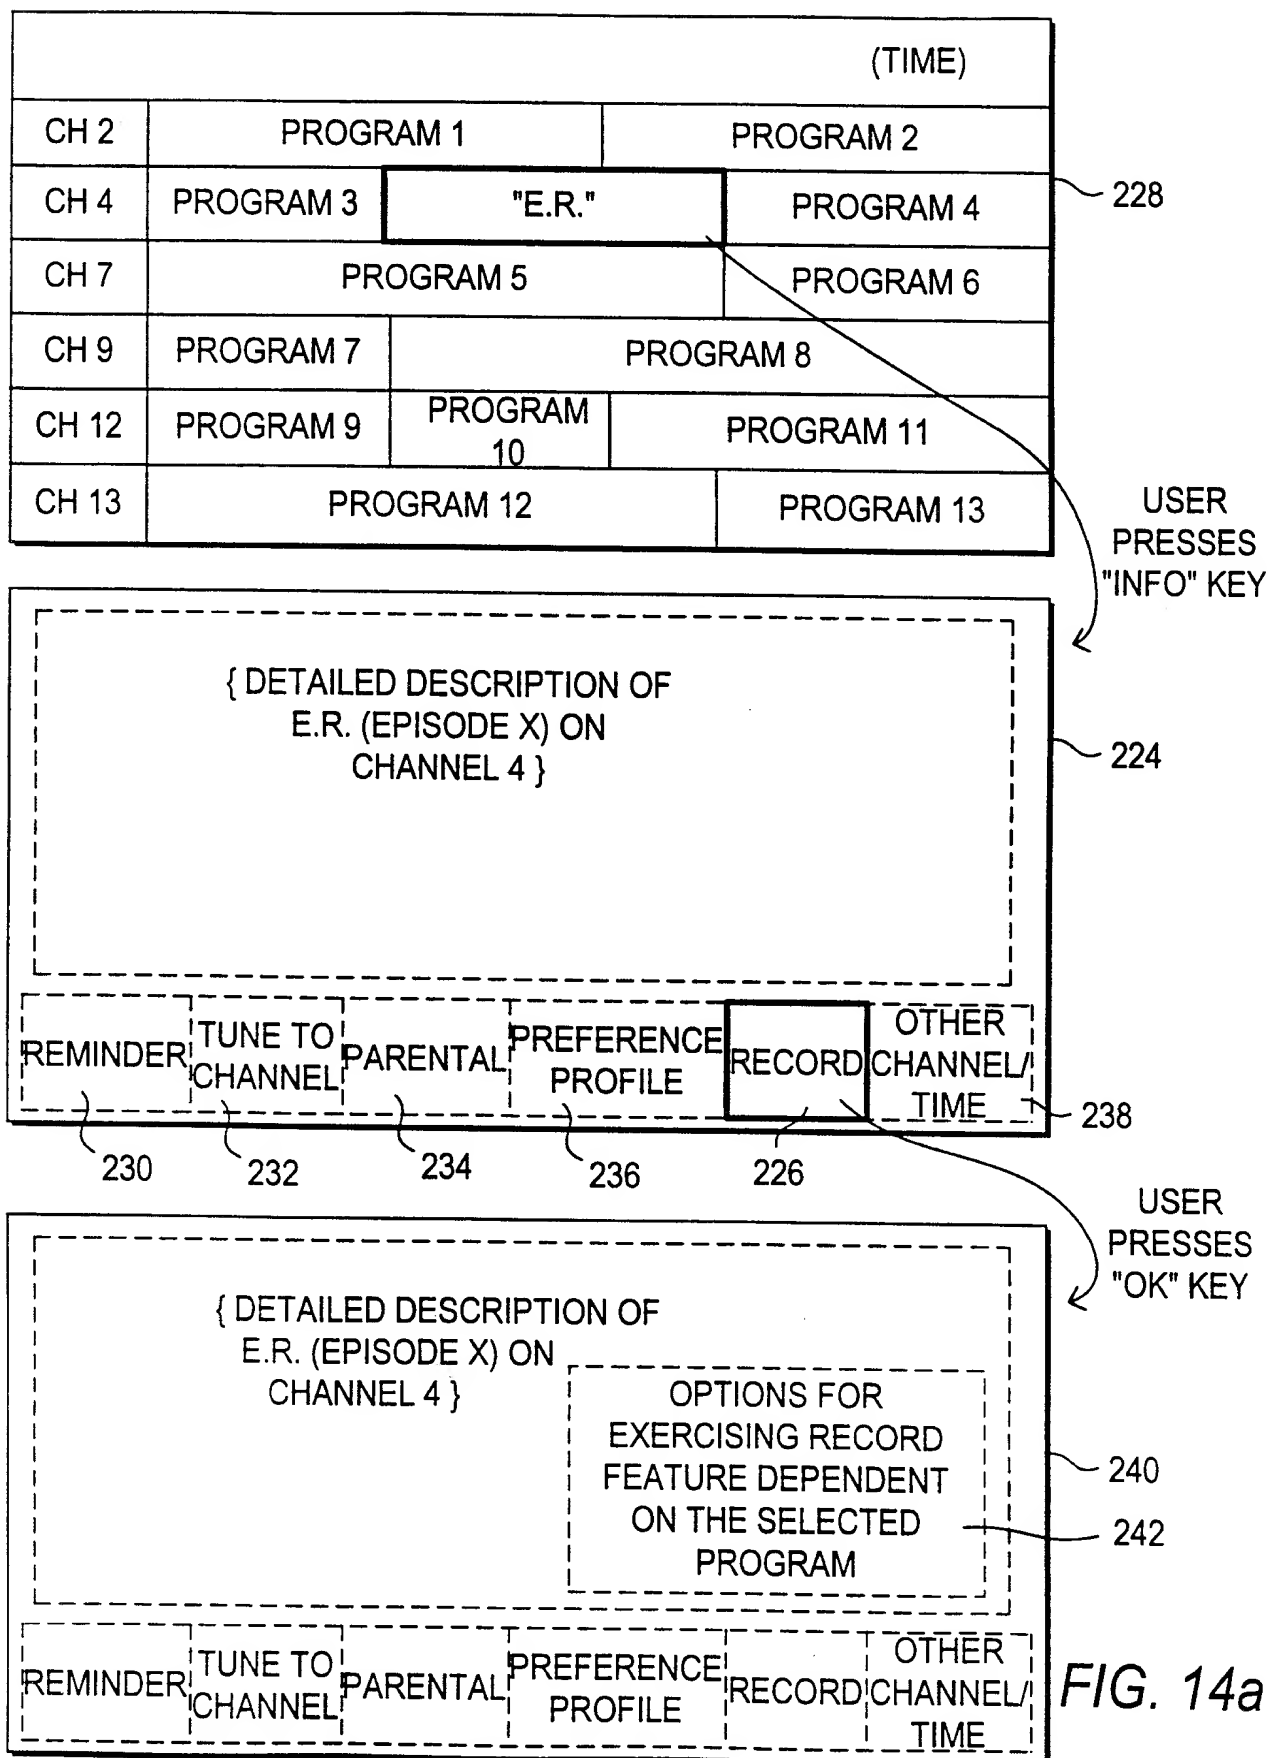 (TIME)
CH 2 PROGRAM 1 PROGRAM 2
CH 4 PROGRAM 3 "E.R." PROGRAM 4
228
CH 7 PROGRAM 5 PROGRAM 6
CH 9 PROGRAM 7 PROGRAM 8
CH 12 PROGRAM 9 PROGRAM
10
PROGRAM 11
CH 13 PROGRAM 12 PROGRAM 13
USER
PRESSES
"INFO" KEY
{ DETAILED DESCRIPTION OF
E.R. (EPISODE X) ON
CHANNEL 4 }
224
REMINDER
TUNE TO
CHANNEL
PARENTAL
PREFERENCE
PROFILE
RECORD
OTHER
CHANNEL/
TIME
238
230 232 234 236 226
USER
PRESSES
"OK" KEY
{ DETAILED DESCRIPTION OF
E.R. (EPISODE X) ON
CHANNEL 4 }
OPTIONS FOR
EXERCISING RECORD
FEATURE DEPENDENT
ON THE SELECTED
PROGRAM
240
242
REMINDER
TUNE TO
CHANNEL
PARENTAL
PREFERENCE
PROFILE
RECORD
OTHER
CHANNEL/
TIME
FIG. 14a